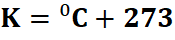 K = ⁰C + 273